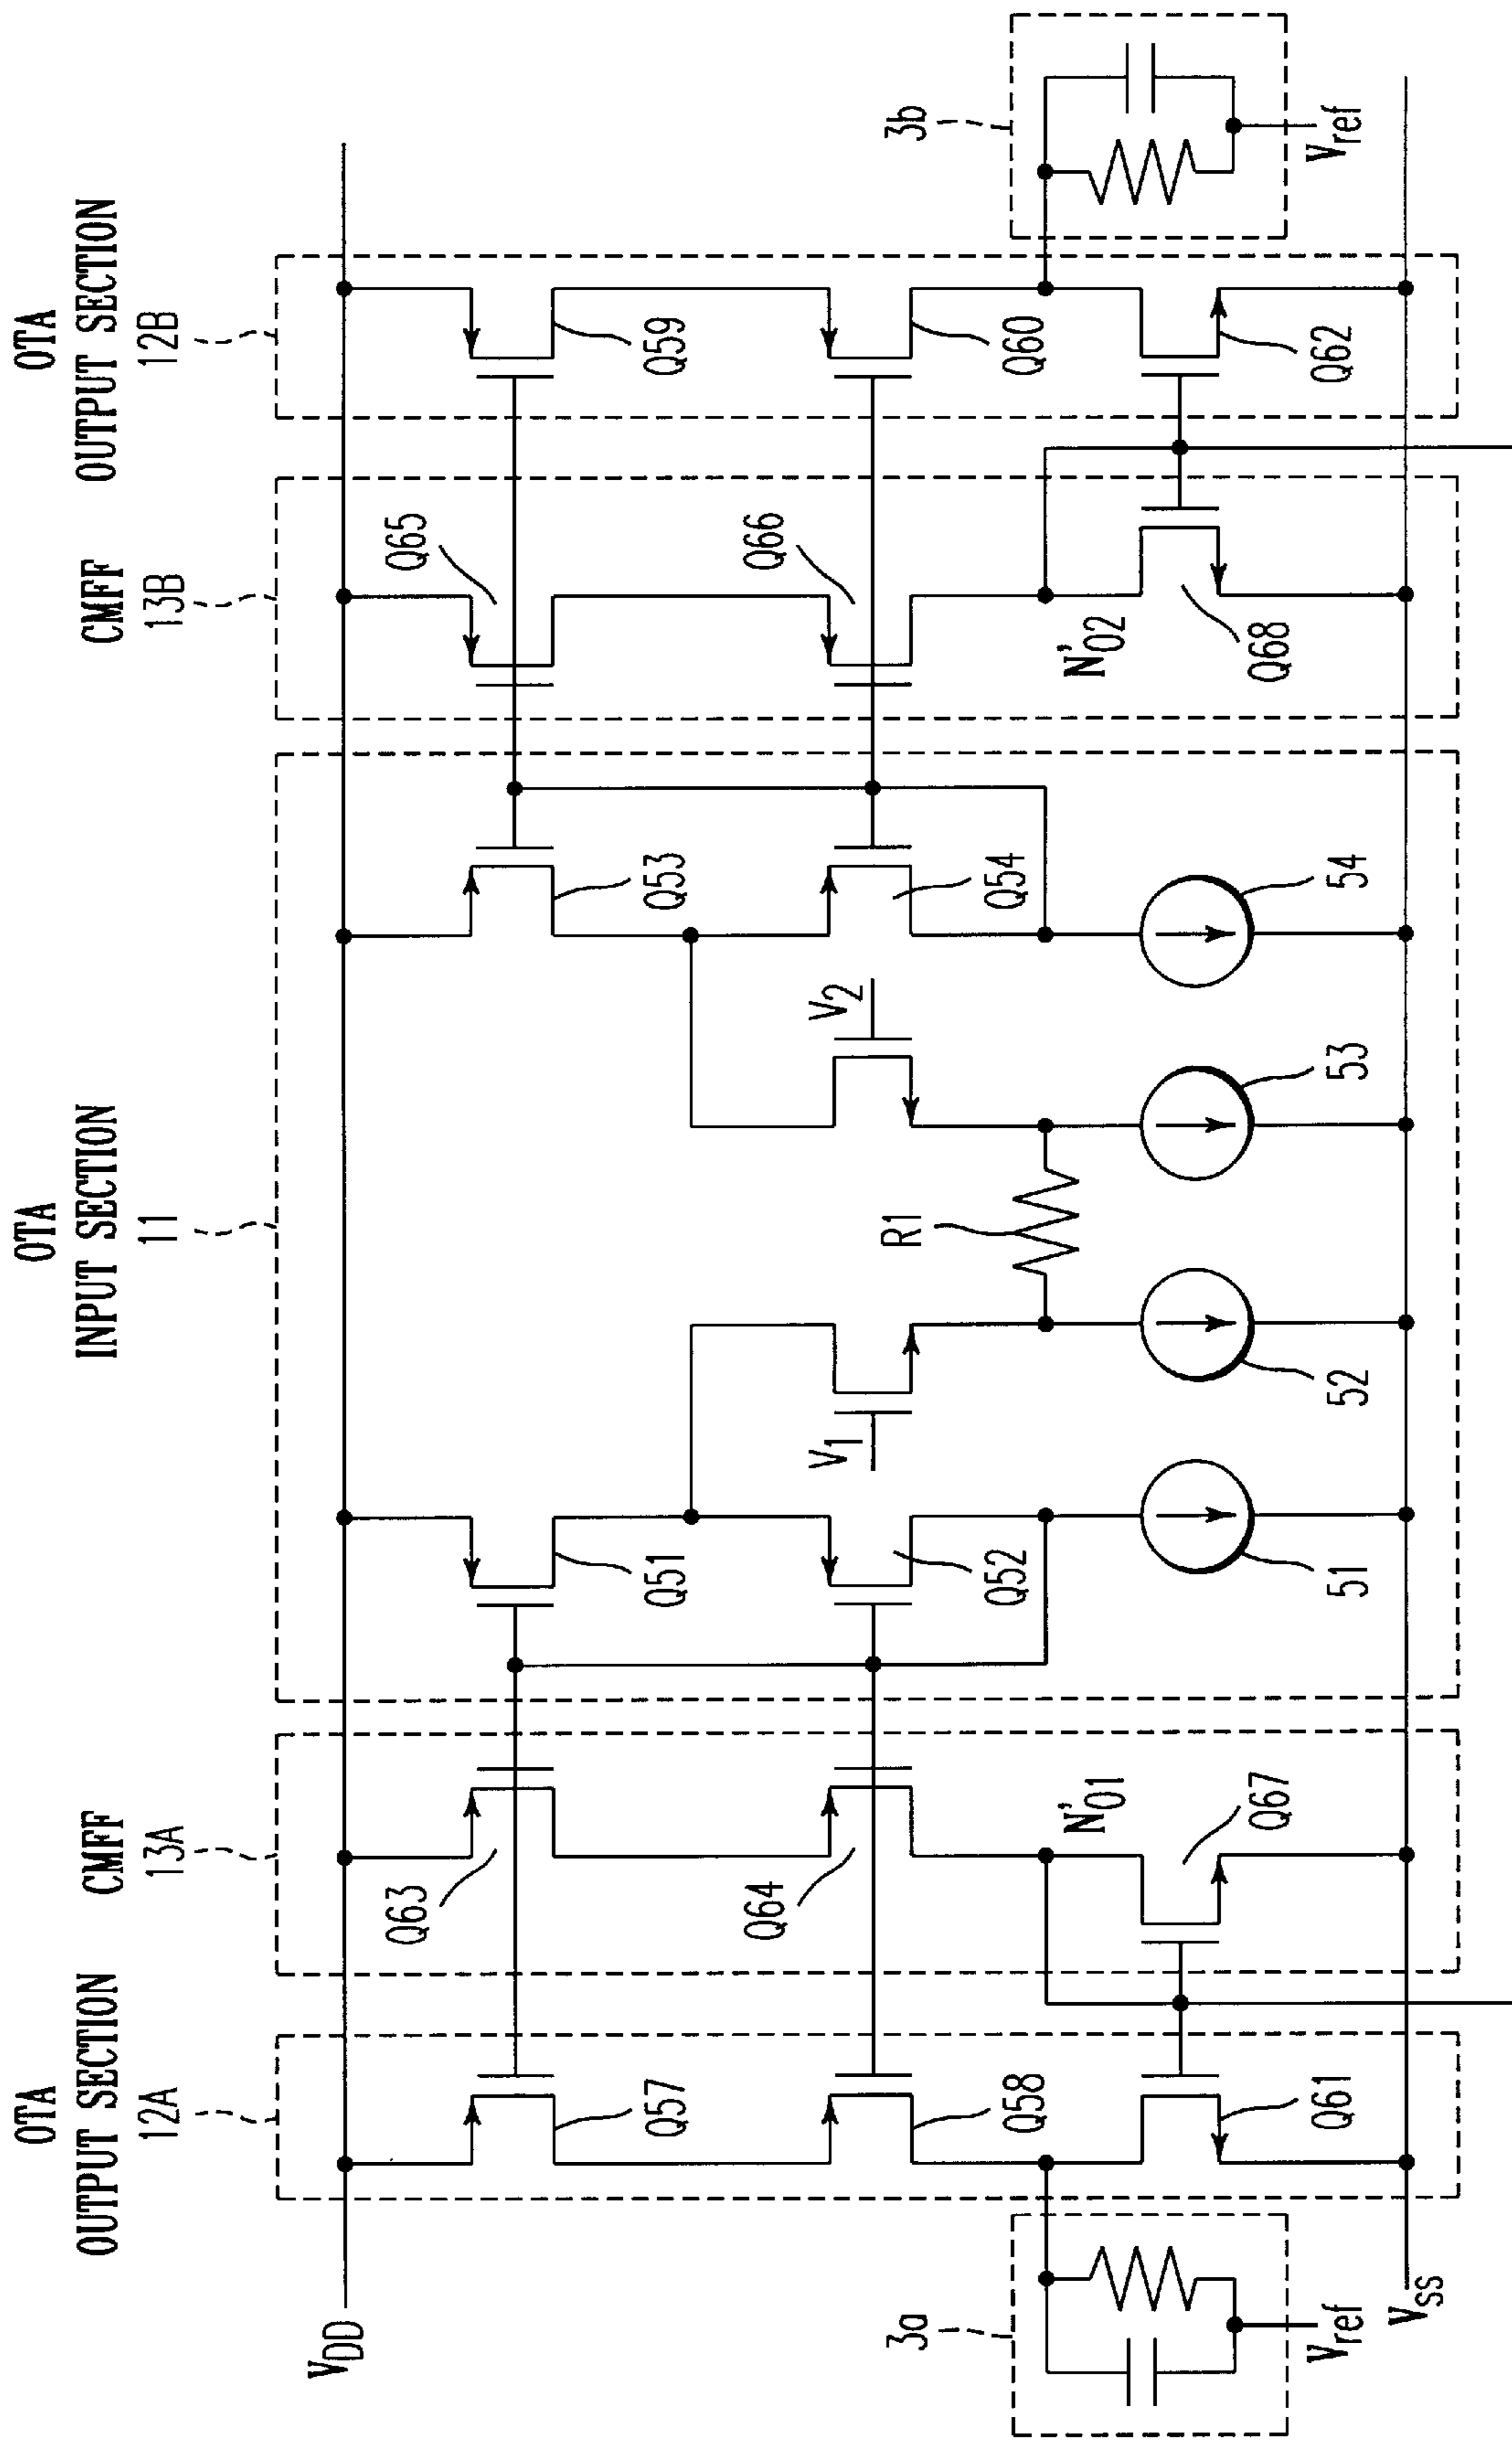 OTA
OUTPUT SECTION
12A
CMFF
13A
OTA
INPUT SECTION
11
CMFF
13B
OTA
OUTPUT SECTION
12B
VDD
Q57
Q63
Q51
Q53
Q65
Q59
Q58
Q64
Q52
V1
V2
Q54
Q66
Q60
3a
N'01
R1
N'02
3b
Q61
Q67
Q68
Q62
51
52
53
54
Vref
VSS
Vref